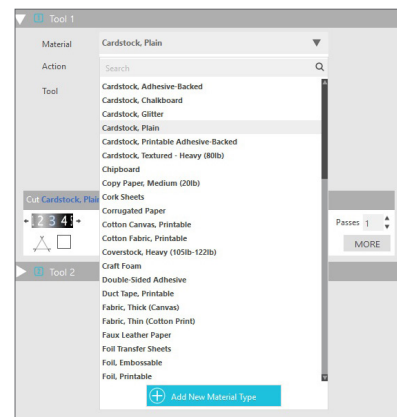 Tool 1
Material
Cardstock, Plain
Action
Search
Tool
Cardstock, Adhesive-Backed
Cardstock, Chalkboard
Cardstock, Glitter
Cardstock, Plain
Cardstock, Printable Adhesive-Backed
Cardstock, Textured - Heavy (80lb)
Chipboard
Copy Paper, Medium (20lb)
Cork Sheets
Corrugated Paper
Cotton Canvas, Printable
Cotton Fabric, Printable
Coverstock, Heavy (105lb-122lb)
Craft Foam
Double-Sided Adhesive
Duct Tape, Printable
Fabric, Thick (Canvas)
Fabric, Thin (Cotton Print)
Faux Leather Paper
Foil Transfer Sheets
Foil, Embossable
Foil, Printable
Add New Material Type
Cut Cardstock, Plai
2 3 4
Passes 1
MORE
Tool 2